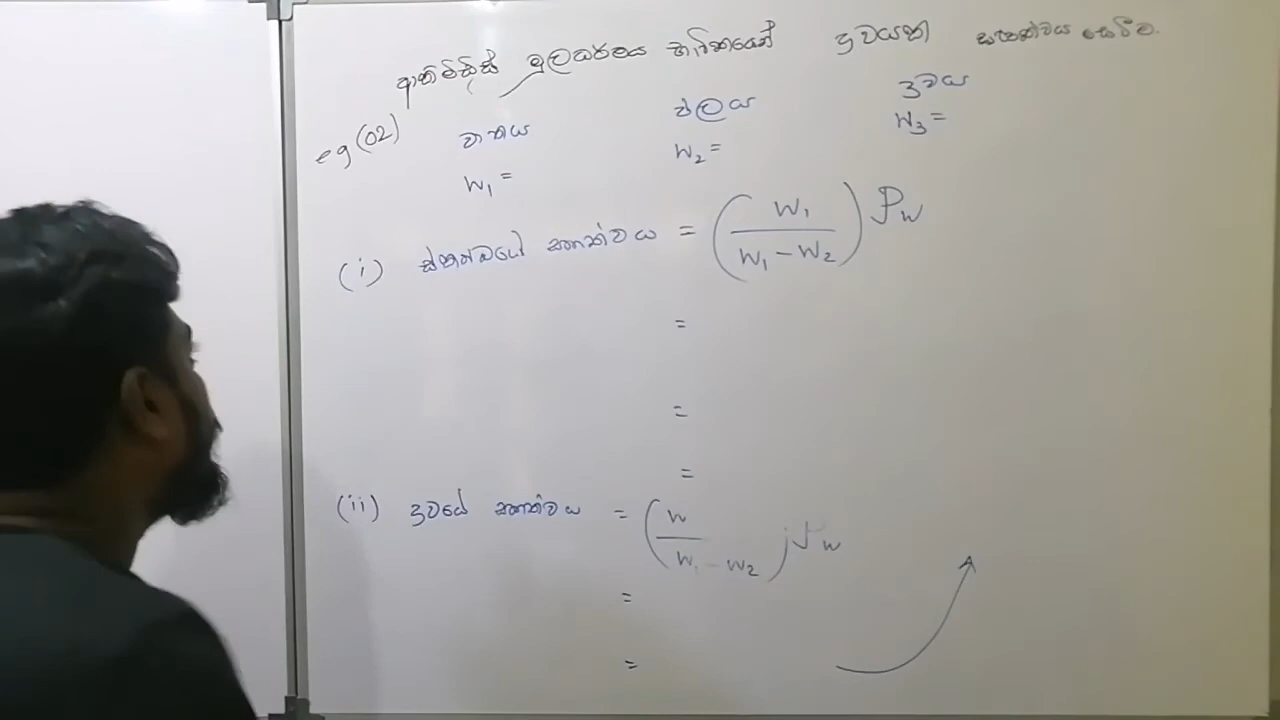 ආකිමිඩීස් මූලධර්මය භාවිතයෙන් ද්‍රවයක ඝනත්වය සෙවීම.
eg (02) වාතය ජලය ද්‍රවය
W₁ = W₂ = W₃ =
(i) ඝනත්වය = (W₁ / W₁ − W₂) ρw
=
=
=
(ii) ද්‍රවයේ ඝනත්වය = (W / W₁ − W₂) ρw
=
=